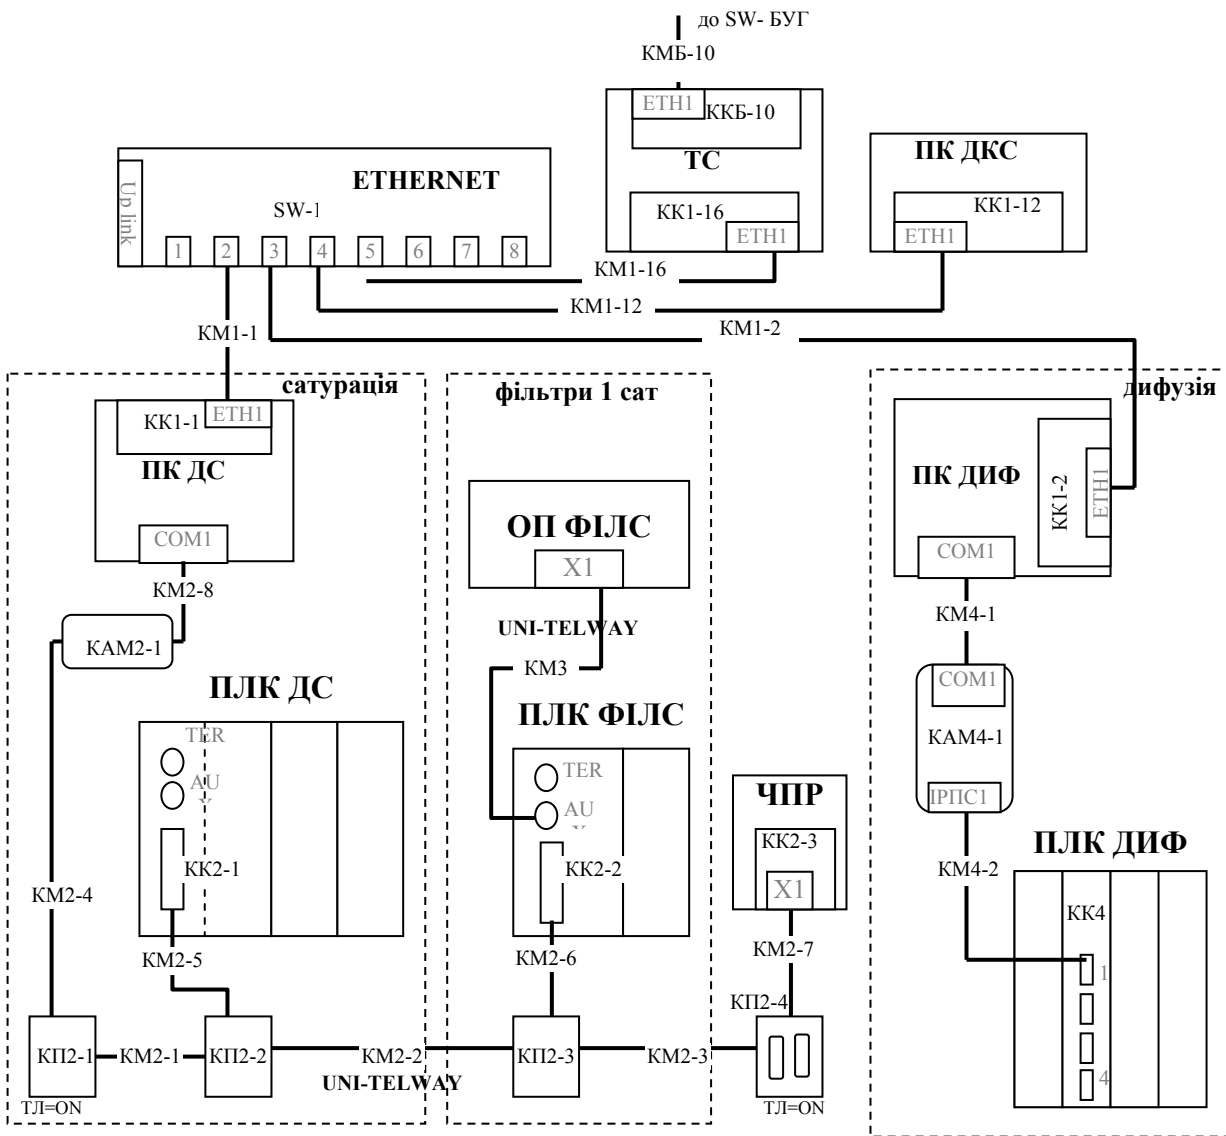 до SW- БУГ
КМБ-10
ETH1
ККБ-10
ТС
КК1-16
ETH1
ПК ДКС
КК1-12
ETH1
ETHERNET
SW-1
Up link
1
2
3
4
5
6
7
8
КМ1-16
КМ1-12
КМ1-2
КМ1-1
сатурація
фільтри 1 сат
дифузія
КК1-1
ETH1
ПК ДС
COM1
КМ2-8
КАМ2-1
ПЛК ДС
TER
AU
КК2-1
КМ2-4
КМ2-5
ОП ФІЛС
X1
UNI-TELWAY
КМ3
ПЛК ФІЛС
TER
AU
КК2-2
КМ2-6
ЧПР
КК2-3
X1
КМ2-7
КП2-4
ПК ДИФ
КК1-2
ETH1
COM1
КМ4-1
COM1
КАМ4-1
ІРПС1
КМ4-2
ПЛК ДИФ
КК4
1
4
КП2-1
КМ2-1
КП2-2
КМ2-2
UNI-TELWAY
КП2-3
КМ2-3
ТЛ=ON
ТЛ=ON